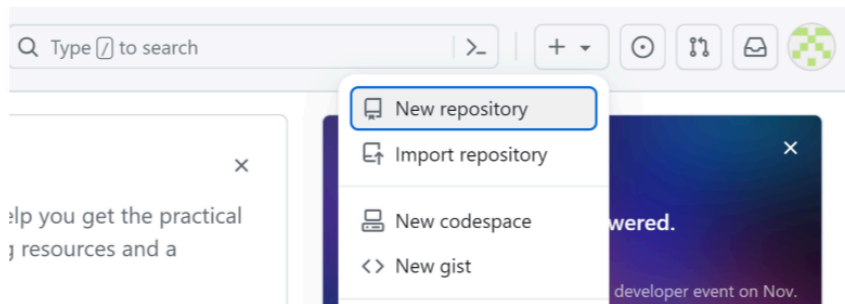 Type / to search
New repository
Import repository
New codespace
New gist
elp you get the practical
g resources and a
wered.
developer event on Nov.